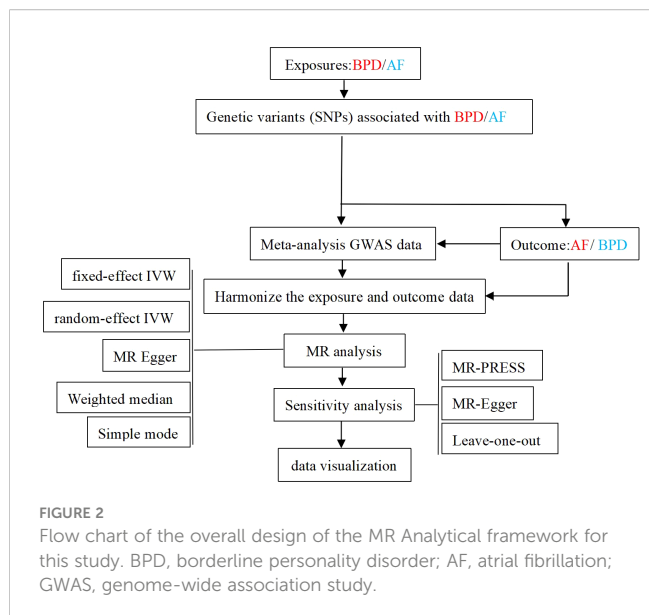 Exposures:BPD/AF
Genetic variants (SNPs) associated with BPD/AF
Meta-analysis GWAS data
Outcome:AF/ BPD
Harmonize the exposure and outcome data
fixed-effect IVW
random-effect IVW
MR Egger
Weighted median
Simple mode
MR analysis
Sensitivity analysis
MR-PRESS
MR-Egger
Leave-one-out
data visualization
FIGURE 2
Flow chart of the overall design of the MR Analytical framework for
this study. BPD, borderline personality disorder; AF, atrial fibrillation;
GWAS, genome-wide association study.